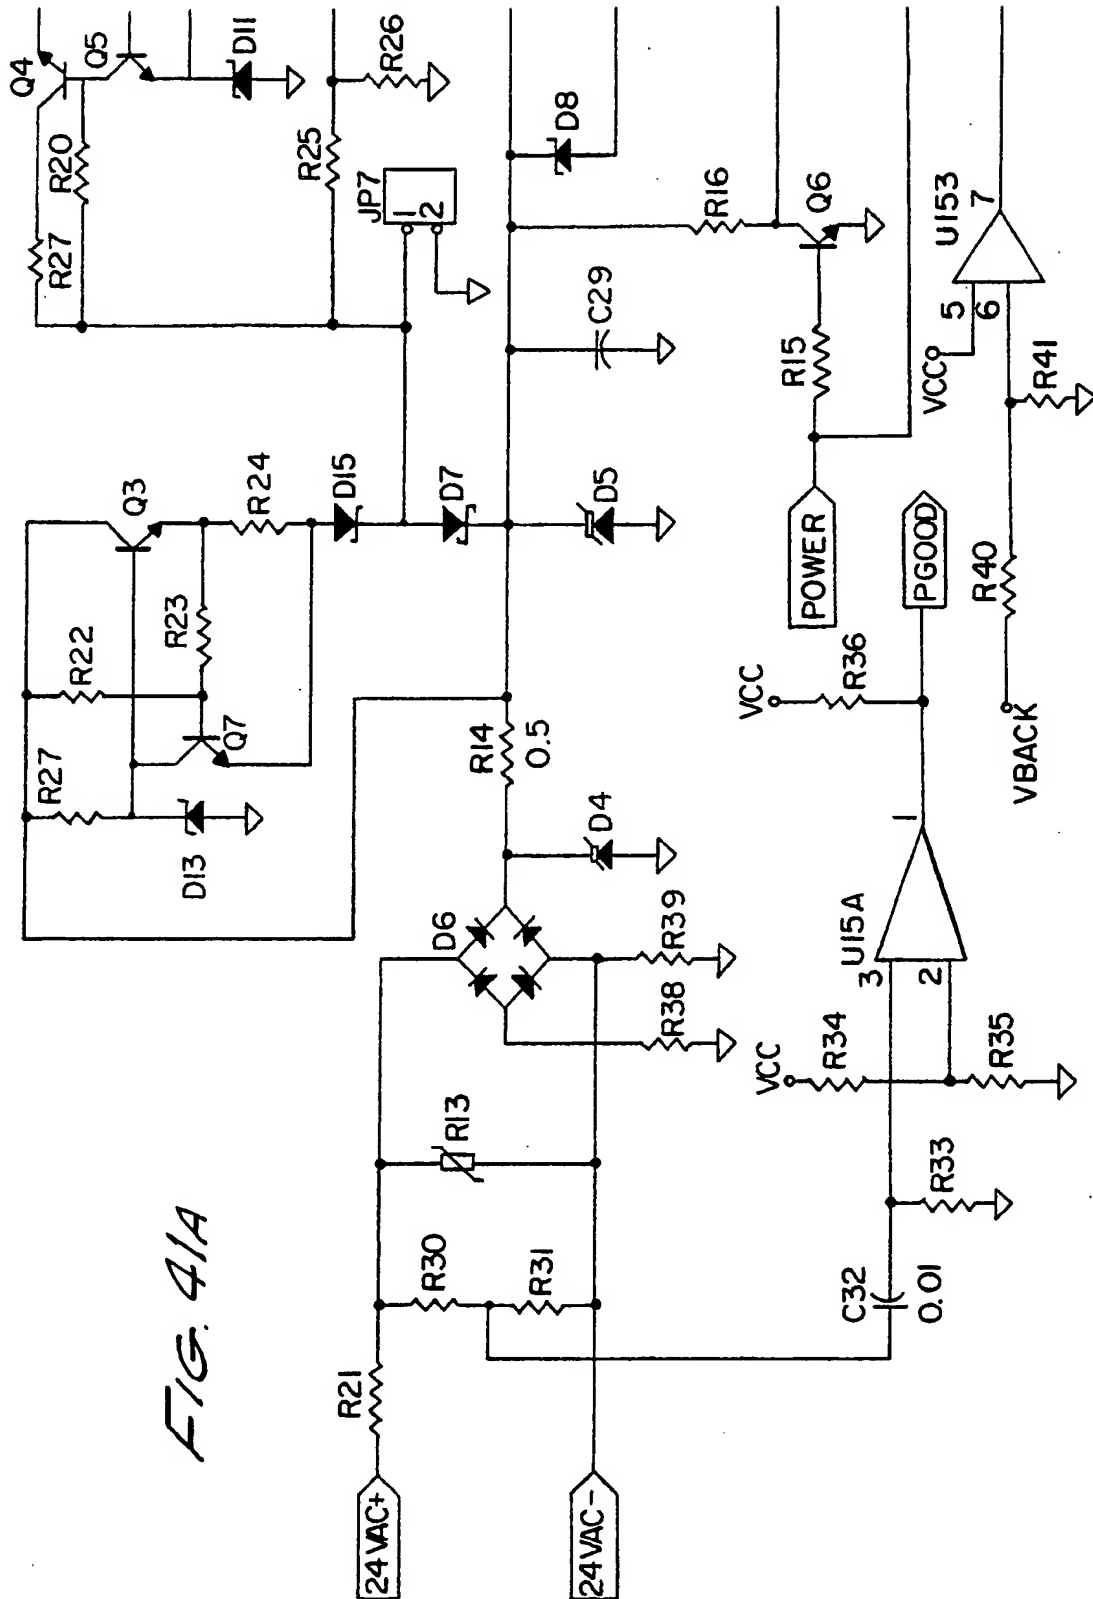 FIG. 41A
24VAC+
24VAC-
R21
R30
R31
R13
C32
0.01
R33
VCC
R34
R35
3
2
U15A
1
PGOOD
VCC
R36
D6
R38
R39
D4
R14
0.5
R27
D13
R22
Q7
R23
Q3
R24
D15
D7
D5
C29
R27
R20
Q4
Q5
D11
R25
R26
JP7
1
2
D8
R16
Q6
R15
POWER
VBACK
R40
R41
VCC
5
6
U153
7